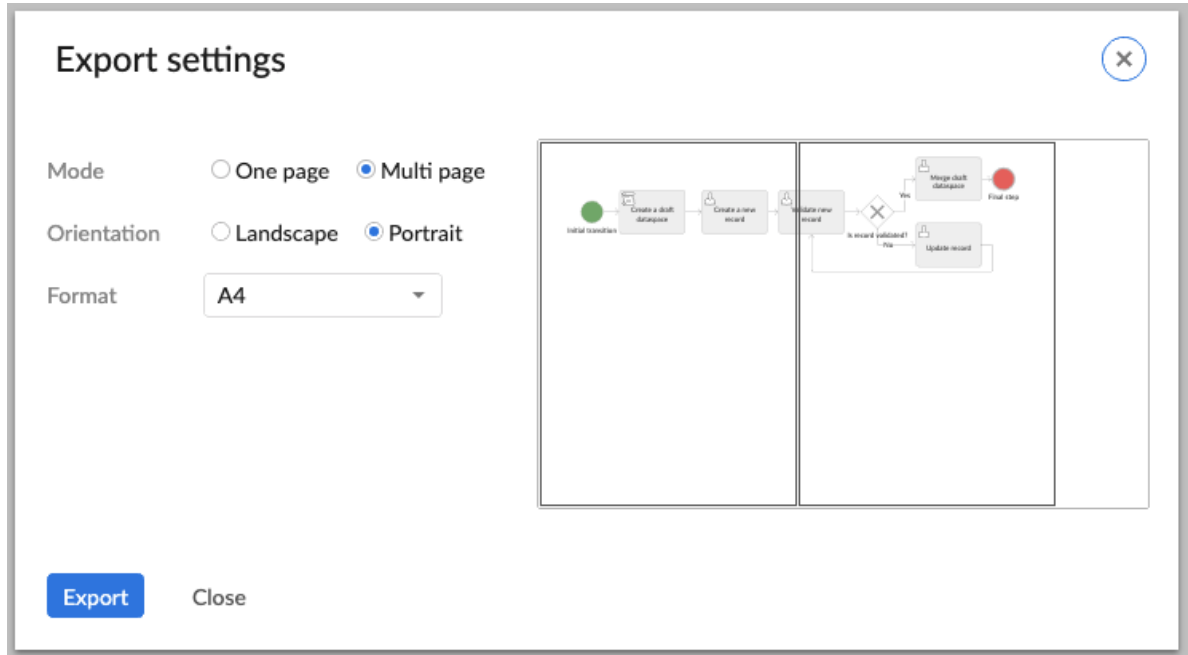 Export settings
Mode
One page
Multi page
Orientation
Landscape
Portrait
Format
A4
Initial transition
Create a draft
dataspace
Create a new
record
Validate new
record
Is record validated?
Yes
No
Merge draft
dataspace
Final step
Update record
Export
Close